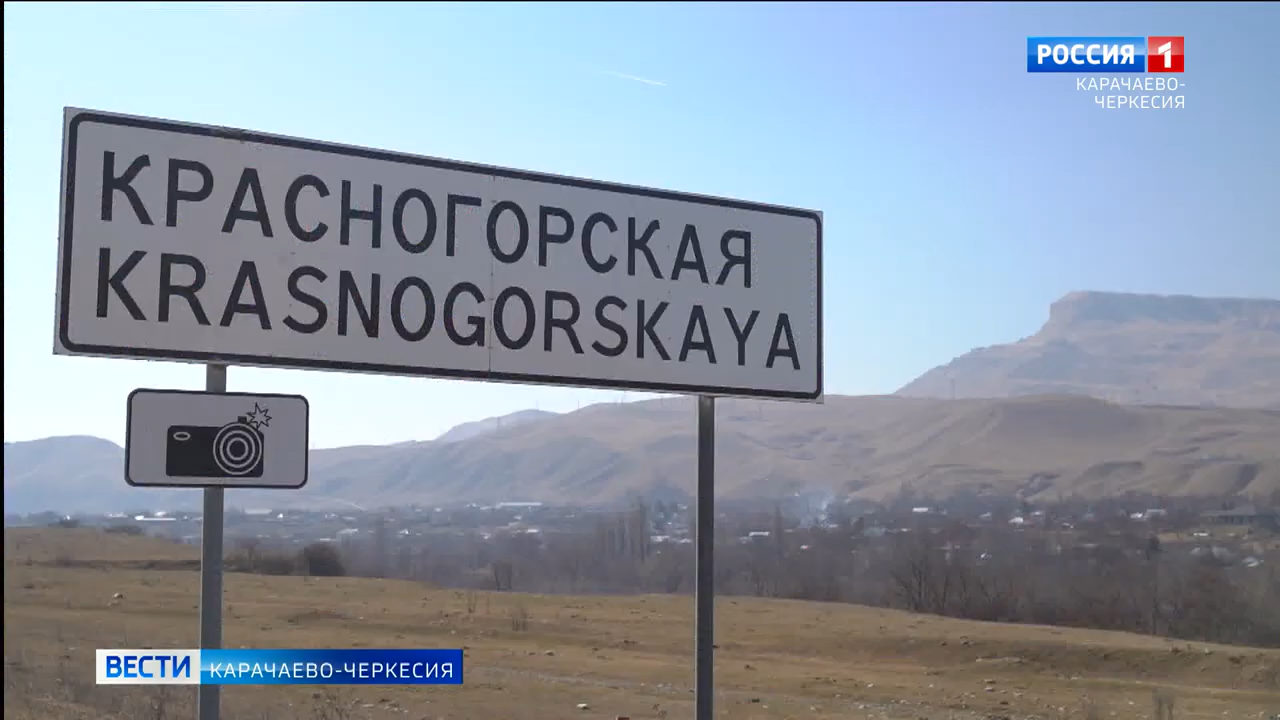 РОССИЯ 1
КАРАЧАЕВО-
ЧЕРКЕСИЯ
КРАСНОГОРСКАЯ
KRASNOGORSKAYA
ВЕСТИ КАРАЧАЕВО-ЧЕРКЕСИЯ